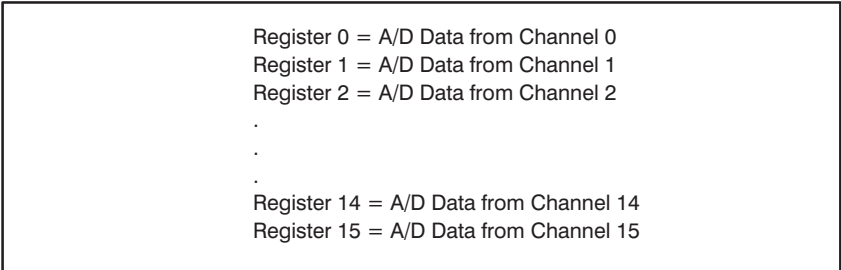 Register 0 = A/D Data from Channel 0
Register 1 = A/D Data from Channel 1
Register 2 = A/D Data from Channel 2
.
.
.
Register 14 = A/D Data from Channel 14
Register 15 = A/D Data from Channel 15